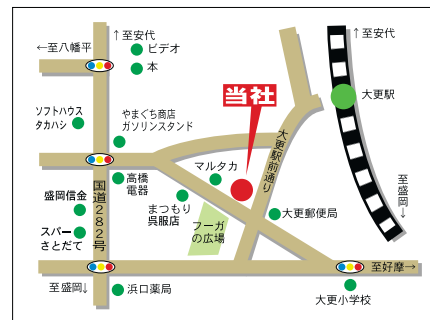 ↑至安代
ビデオ
本
←至八幡平
↑至安代
大更駅
当社
ソフトハウス
タカハシ
やまぐち商店
ガソリンスタンド
大更駅前通り
マルタカ
高橋
電器
至盛岡→
盛岡信金
国道282号
まつもり
呉服店
大更郵便局
スパー
さとだて
フーガ
の広場
至好摩→
至盛岡↓
浜口薬局
大更小学校